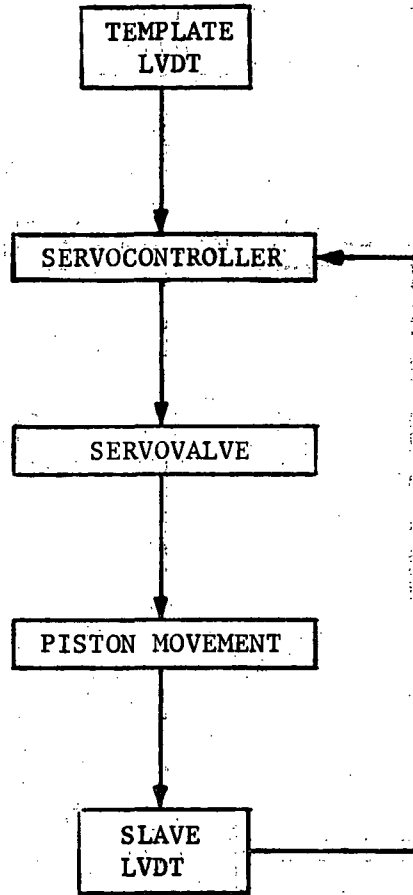 TEMPLATE
LVDT
SERVOCONTROLLER
SERVOVALVE
PISTON MOVEMENT
SLAVE
LVDT